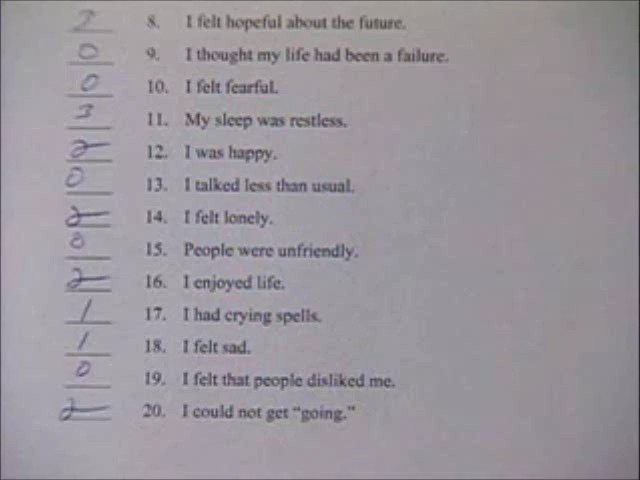 2 8. I felt hopeful about the future.
0 9. I thought my life had been a failure.
0 10. I felt fearful.
3 11. My sleep was restless.
2 12. I was happy.
0 13. I talked less than usual.
2 14. I felt lonely.
0 15. People were unfriendly.
2 16. I enjoyed life.
1 17. I had crying spells.
1 18. I felt sad.
0 19. I felt that people disliked me.
2 20. I could not get “going.”